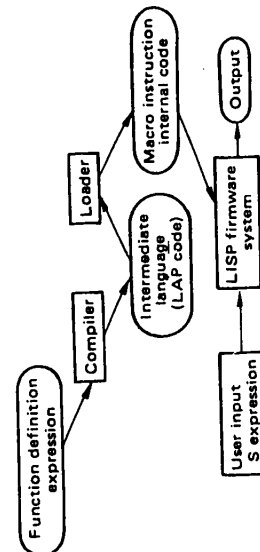 Function definition
expression
Compiler
Intermediate
language
(LAP code)
Loader
Macro instruction
internal code
User input
S expression
LISP firmware
system
Output